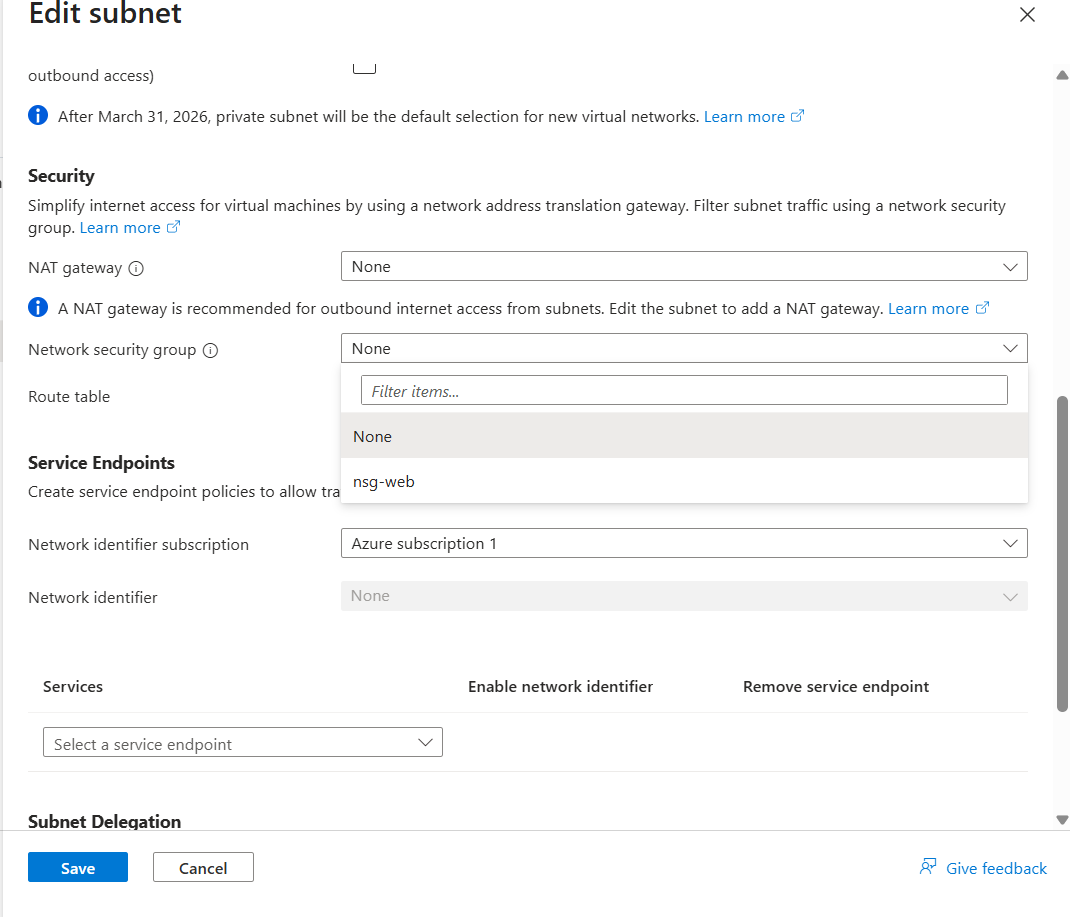 Edit subnet
outbound access)
After March 31, 2026, private subnet will be the default selection for new virtual networks. Learn more
Security
Simplify internet access for virtual machines by using a network address translation gateway. Filter subnet traffic using a network security
group. Learn more
NAT gateway
None
A NAT gateway is recommended for outbound internet access from subnets. Edit the subnet to add a NAT gateway. Learn more
Network security group
None
Filter items...
Route table
None
nsg-web
Service Endpoints
Create service endpoint policies to allow tra
Network identifier subscription
Azure subscription 1
Network identifier
None
Services
Enable network identifier
Remove service endpoint
Select a service endpoint
Subnet Delegation
Save
Cancel
Give feedback